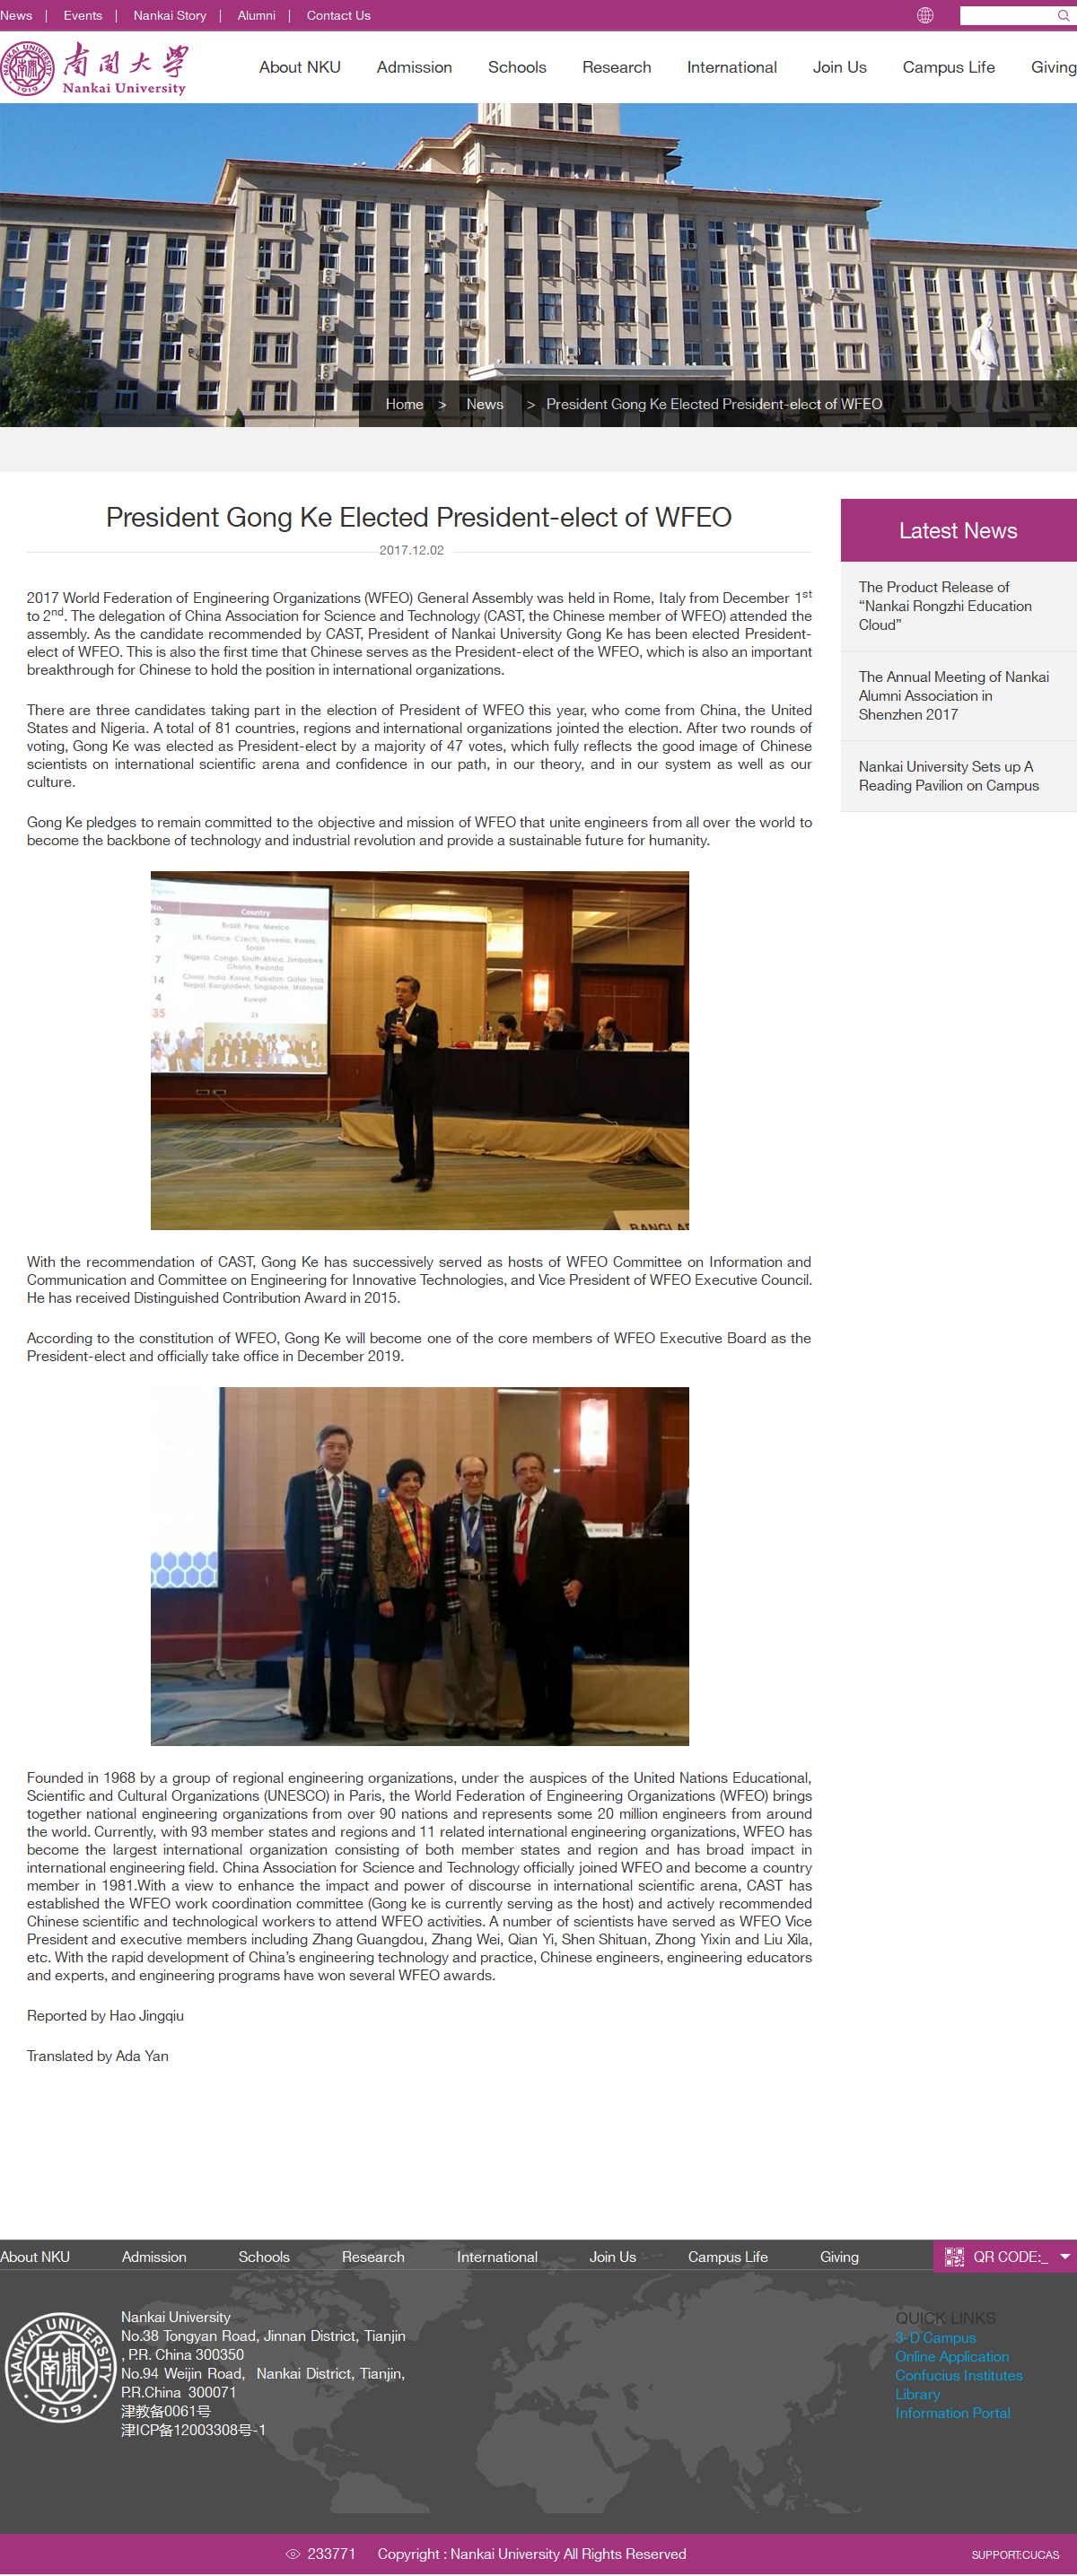 News | Events | Nankai Story | Alumni | Contact Us
NANKAI UNIVERSITY
1919
南開大學
Nankai University
About NKU Admission Schools Research International Join Us Campus Life Giving
Home > News > President Gong Ke Elected President-elect of WFEO
President Gong Ke Elected President-elect of WFEO
2017.12.02
2017 World Federation of Engineering Organizations (WFEO) General Assembly was held in Rome, Italy from December 1st
to 2nd. The delegation of China Association for Science and Technology (CAST, the Chinese member of WFEO) attended the
assembly. As the candidate recommended by CAST, President of Nankai University Gong Ke has been elected President-
elect of WFEO. This is also the first time that Chinese serves as the President-elect of the WFEO, which is also an important
breakthrough for Chinese to hold the position in international organizations.
There are three candidates taking part in the election of President of WFEO this year, who come from China, the United
States and Nigeria. A total of 81 countries, regions and international organizations jointed the election. After two rounds of
voting, Gong Ke was elected as President-elect by a majority of 47 votes, which fully reflects the good image of Chinese
scientists on international scientific arena and confidence in our path, in our theory, and in our system as well as our
culture.
Gong Ke pledges to remain committed to the objective and mission of WFEO that unite engineers from all over the world to
become the backbone of technology and industrial revolution and provide a sustainable future for humanity.
No. Country
3 Brazil, Peru, Mexico
7 UK, France, Czech, Slovenia, Russia,
Spain
7 Nigeria, Congo, South Africa, Zimbabwe
Ghana, Rwanda
14 China, India, Korea, Pakistan, Qatar, Iraq
Nepal, Bangladesh, Singapore, Malaysia
4 Kuwait
35 24
BANGLAD
With the recommendation of CAST, Gong Ke has successively served as hosts of WFEO Committee on Information and
Communication and Committee on Engineering for Innovative Technologies, and Vice President of WFEO Executive Council.
He has received Distinguished Contribution Award in 2015.
According to the constitution of WFEO, Gong Ke will become one of the core members of WFEO Executive Board as the
President-elect and officially take office in December 2019.
Founded in 1968 by a group of regional engineering organizations, under the auspices of the United Nations Educational,
Scientific and Cultural Organizations (UNESCO) in Paris, the World Federation of Engineering Organizations (WFEO) brings
together national engineering organizations from over 90 nations and represents some 20 million engineers from around
the world. Currently, with 93 member states and regions and 11 related international engineering organizations, WFEO has
become the largest international organization consisting of both member states and region and has broad impact in
international engineering field. China Association for Science and Technology officially joined WFEO and become a country
member in 1981.With a view to enhance the impact and power of discourse in international scientific arena, CAST has
established the WFEO work coordination committee (Gong ke is currently serving as the host) and actively recommended
Chinese scientific and technological workers to attend WFEO activities. A number of scientists have served as WFEO Vice
President and executive members including Zhang Guangdou, Zhang Wei, Qian Yi, Shen Shituan, Zhong Yixin and Liu Xila,
etc. With the rapid development of China’s engineering technology and practice, Chinese engineers, engineering educators
and experts, and engineering programs have won several WFEO awards.
Reported by Hao Jingqiu
Translated by Ada Yan
Latest News
The Product Release of
“Nankai Rongzhi Education
Cloud”
The Annual Meeting of Nankai
Alumni Association in
Shenzhen 2017
Nankai University Sets up A
Reading Pavilion on Campus
About NKU Admission Schools Research International Join Us Campus Life Giving QR CODE:_
NANKAI UNIVERSITY
南開
1919
Nankai University
No.38 Tongyan Road, Jinnan District, Tianjin
, P.R. China 300350
No.94 Weijin Road, Nankai District, Tianjin,
P.R.China 300071
津教备0061号
津ICP备12003308号-1
QUICK LINKS
3-D Campus
Online Application
Confucius Institutes
Library
Information Portal
233771 Copyright : Nankai University All Rights Reserved
SUPPORT:CUCAS